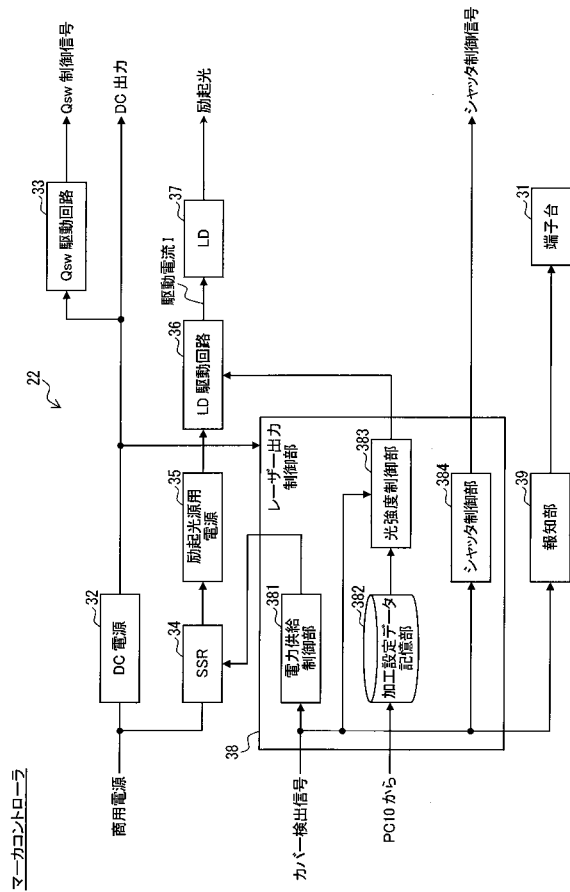 マーカコントローラ
22
商用電源
32
DC 電源
33
Qsw 駆動回路
Qsw 制御信号
DC 出力
34
SSR
35
励起光源用
電源
36
LD 駆動回路
駆動電流 I
37
LD
励起光
38
レーザー出力
制御部
カバー検出信号
381
電力供給
制御部
PC10 から
382
加工設定データ
記憶部
383
光強度制御部
384
シャッタ制御部
シャッタ制御信号
39
報知部
31
端子台